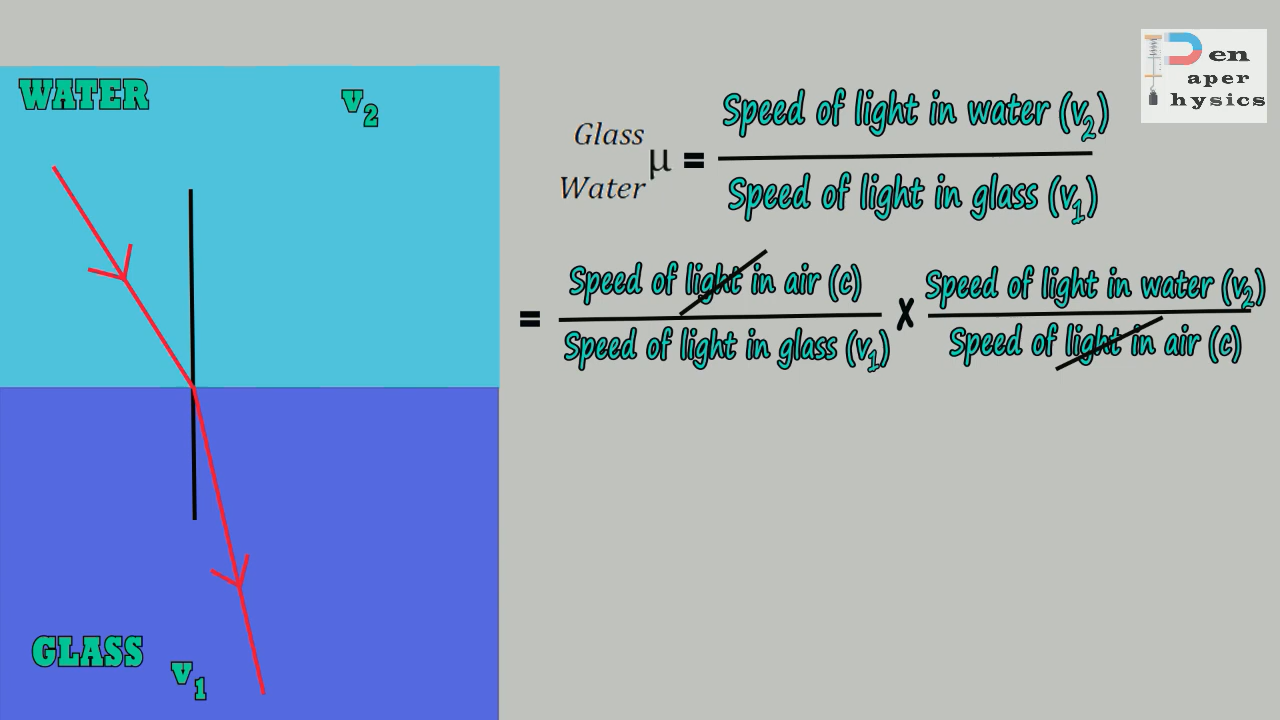 WATER
v2
GLASS
v1
Pen
aper
hysics
Glass
Water
μ =
Speed of light in water (v2)
Speed of light in glass (v1)
=
Speed of light in air (c)
Speed of light in glass (v1)
x
Speed of light in water (v2)
Speed of light in air (c)